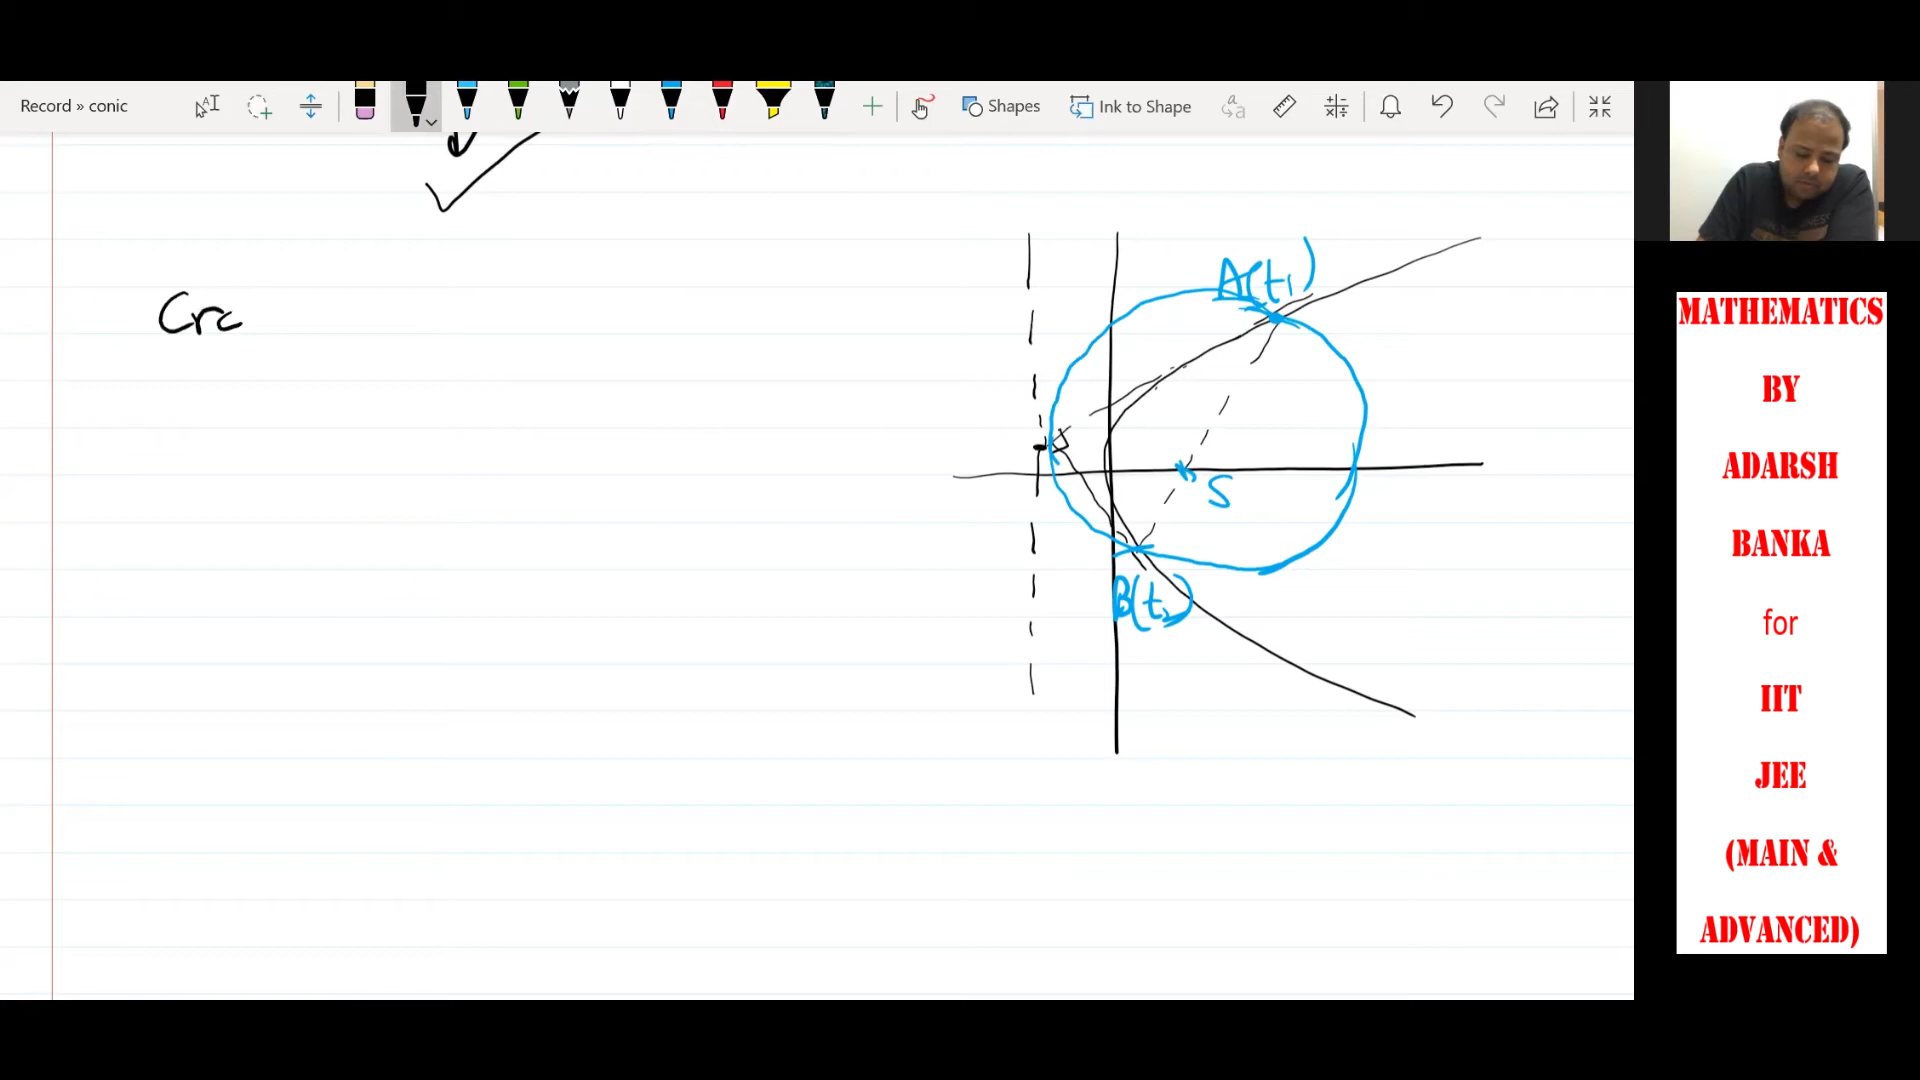 Record » conic
Shapes
Ink to Shape
Crc
A(t1)
S
B(t2)
MATHEMATICS
BY
ADARSH
BANKA
for
IIT
JEE
(MAIN &
ADVANCED)